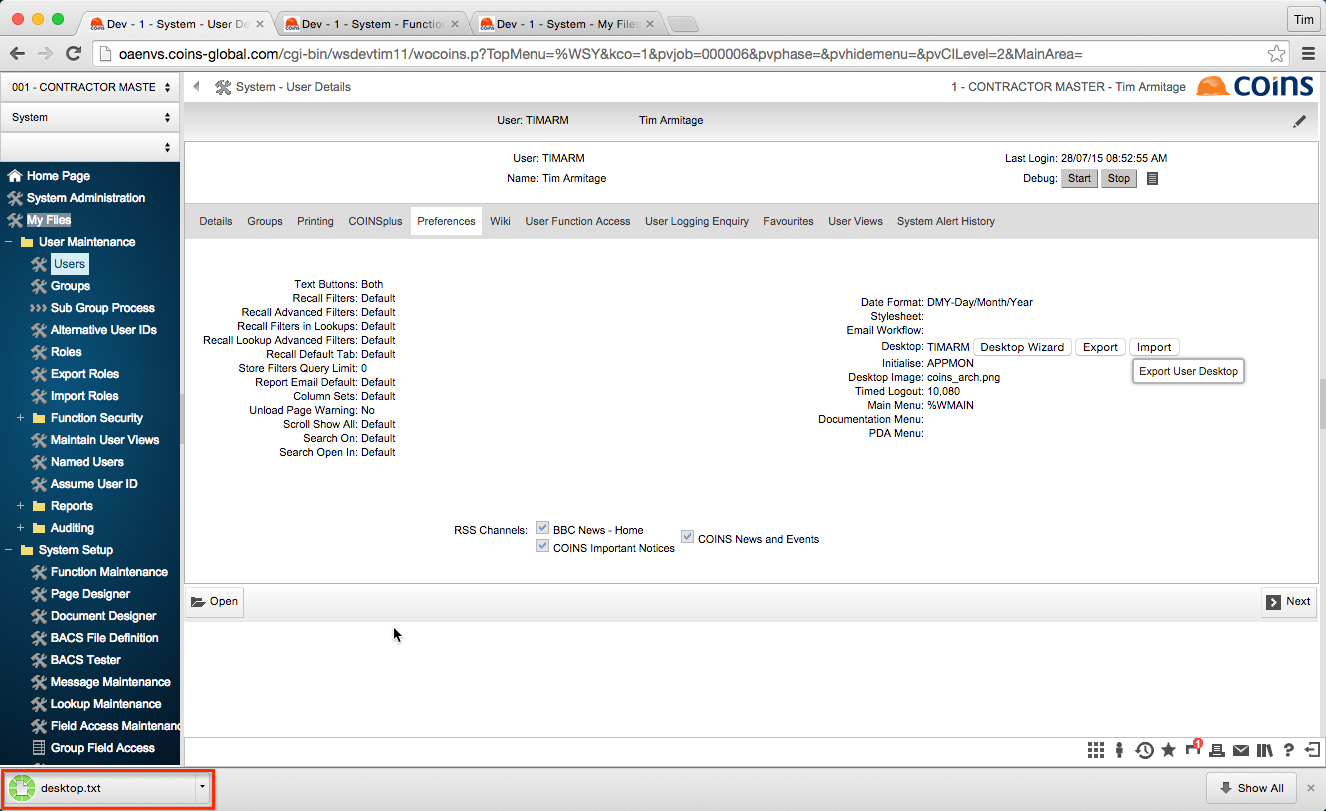 Dev - 1 - System - User De
Dev - 1 - System - Functio
Dev - 1 - System - My Files
Tim
oaenvs.coins-global.com/cgi-bin/wsdevtim11/wocoins.p?TopMenu=%WSY&kco=1&pvjob=000006&pvphase=&pvhidemenu=&pvCILevel=2&MainArea=
001 - CONTRACTOR MASTE
System - User Details
1 - CONTRACTOR MASTER - Tim Armitage
coins
System
User: TIMARM Tim Armitage
User: TIMARM
Name: Tim Armitage
Last Login: 28/07/15 08:52:55 AM
Debug: Start Stop
Home Page
System Administration
My Files
User Maintenance
Users
Groups
Sub Group Process
Alternative User IDs
Roles
Export Roles
Import Roles
Function Security
Maintain User Views
Named Users
Assume User ID
Reports
Auditing
System Setup
Function Maintenance
Page Designer
Document Designer
BACS File Definition
BACS Tester
Message Maintenance
Lookup Maintenance
Field Access Maintenanc
Group Field Access
Details Groups Printing COINSplus Preferences Wiki User Function Access User Logging Enquiry Favourites User Views System Alert History
Text Buttons: Both
Recall Filters: Default
Recall Advanced Filters: Default
Recall Filters in Lookups: Default
Recall Lookup Advanced Filters: Default
Recall Default Tab: Default
Store Filters Query Limit: 0
Report Email Default: Default
Column Sets: Default
Unload Page Warning: No
Scroll Show All: Default
Search On: Default
Search Open In: Default
Date Format: DMY-Day/Month/Year
Stylesheet:
Email Workflow:
Desktop: TIMARM Desktop Wizard Export Import
Initialise: APPMON
Export User Desktop
Desktop Image: coins_arch.png
Timed Logout: 10,080
Main Menu: %WMAIN
Documentation Menu:
PDA Menu:
RSS Channels: BBC News - Home
COINS News and Events
COINS Important Notices
Open
Next
1
desktop.txt
Show All